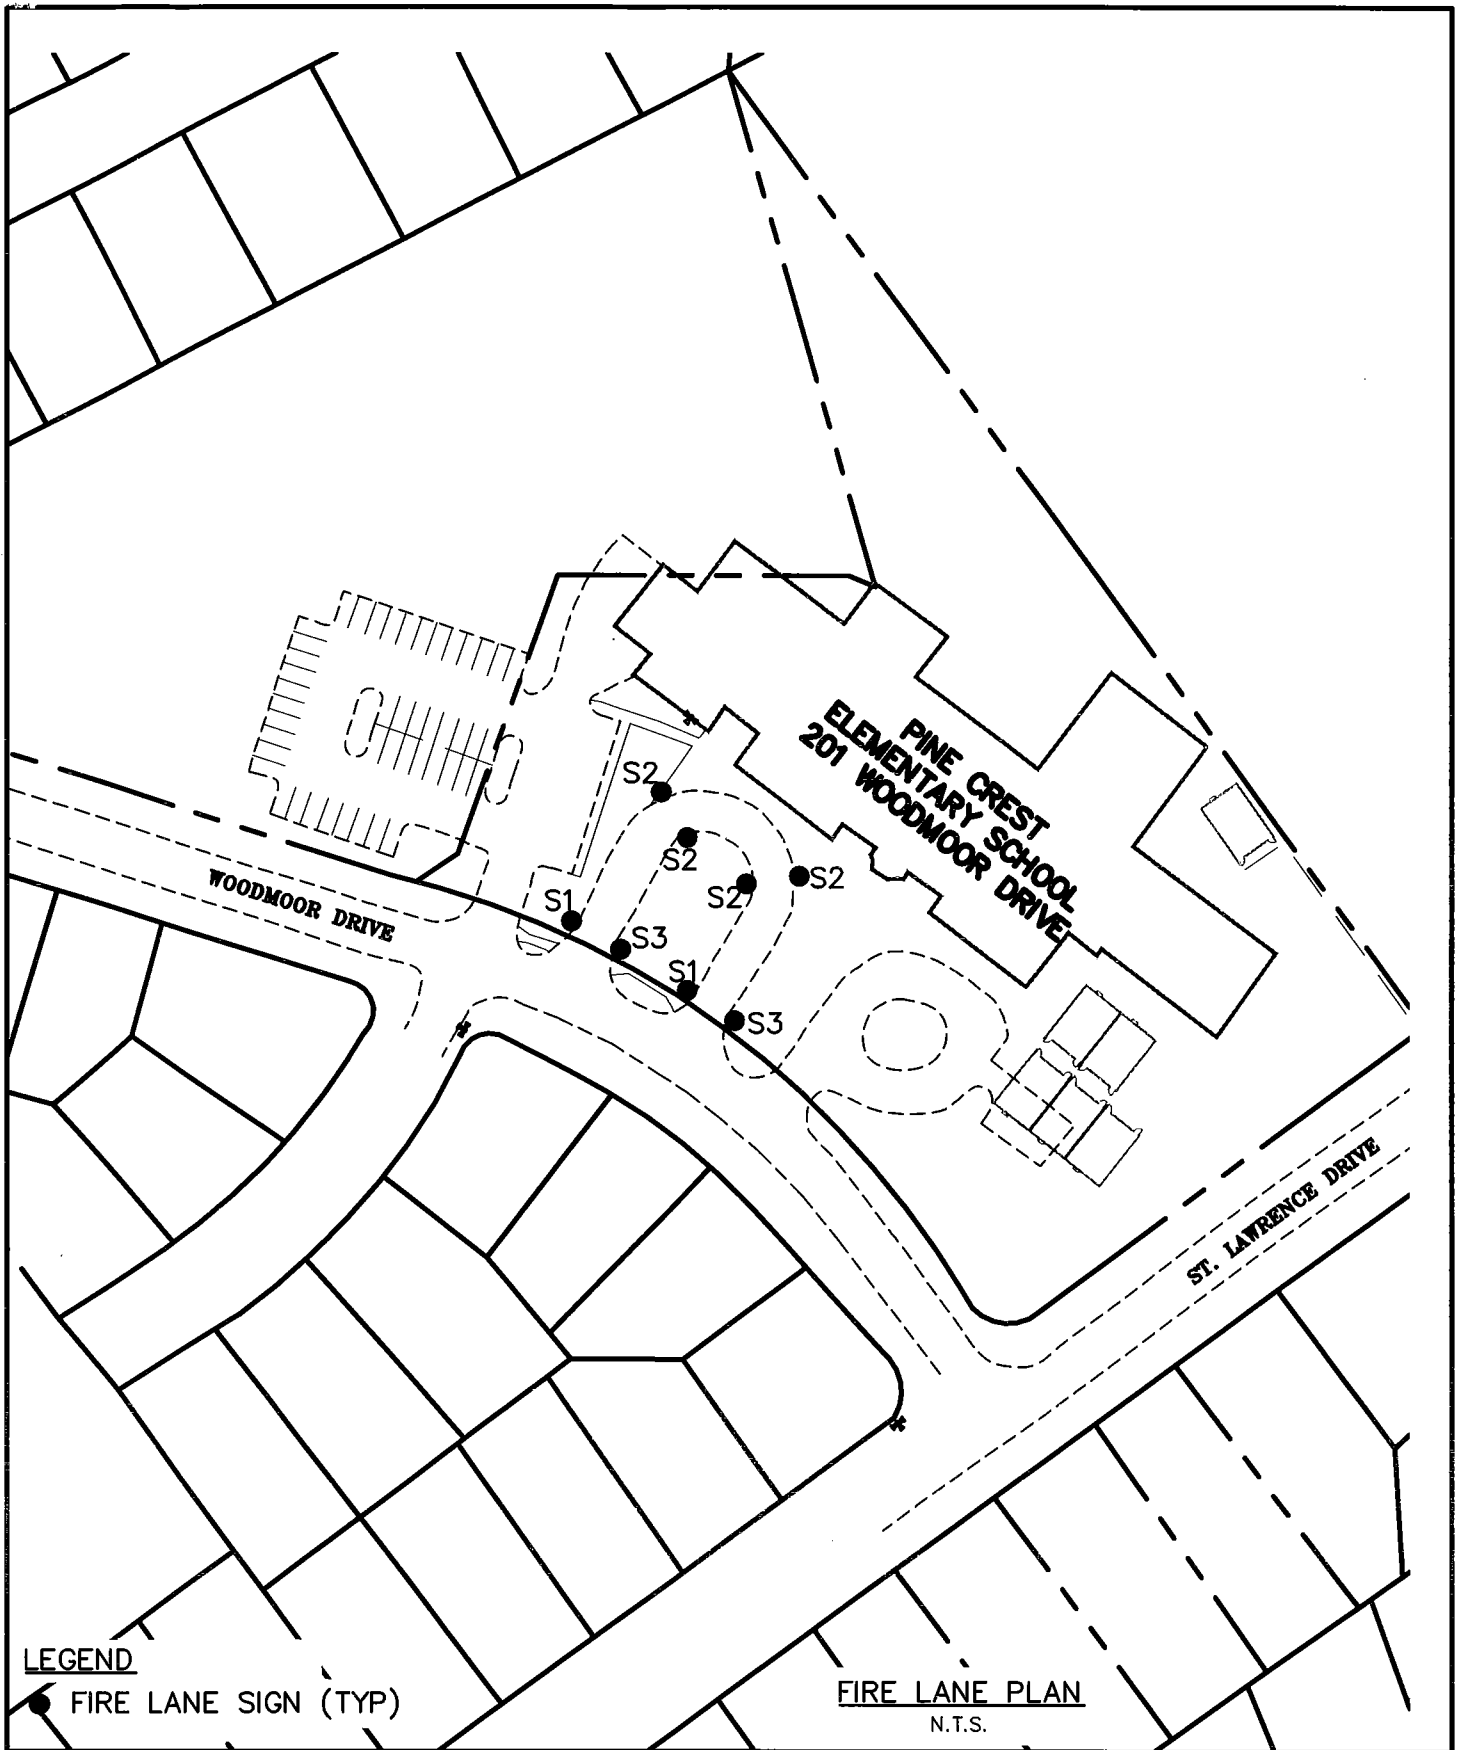 PINE CREST
ELEMENTARY SCHOOL
201 WOODMOOR DRIVE
S2
S2
S2
S2
S1
S3
S1
S3
WOODMOOR DRIVE
ST. LAWRENCE DRIVE
LEGEND
FIRE LANE SIGN (TYP)
FIRE LANE PLAN
N.T.S.